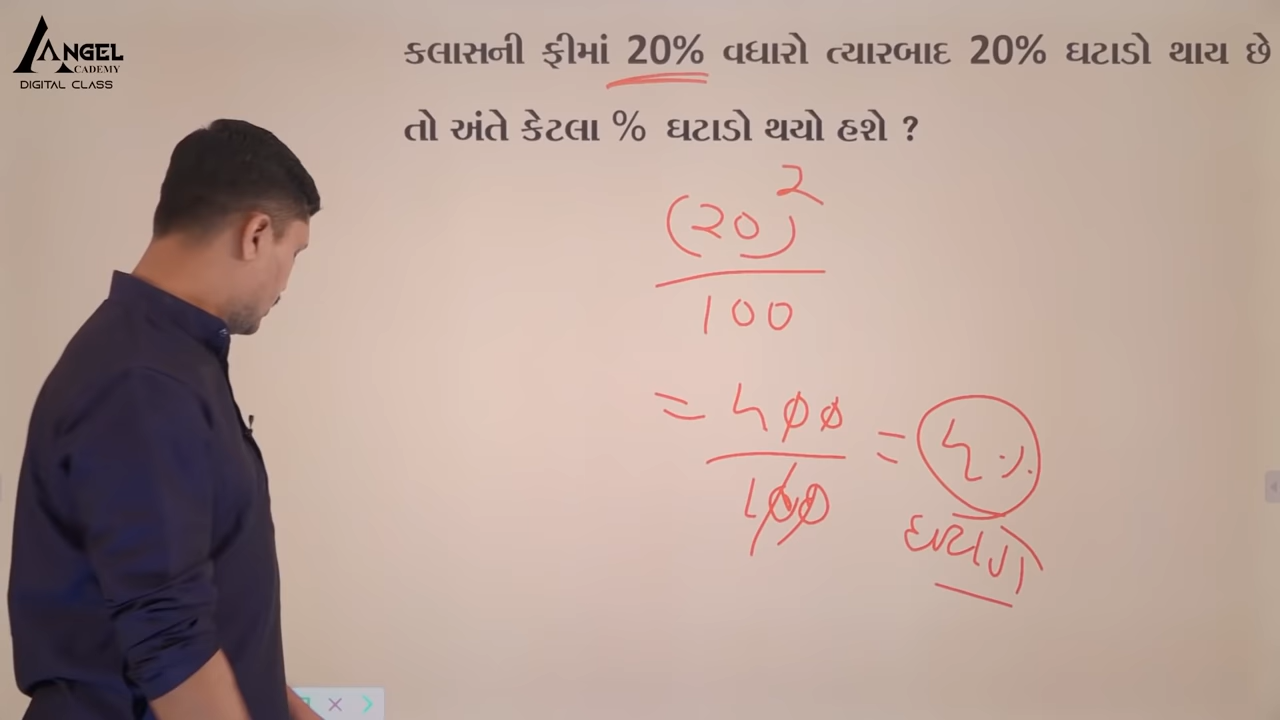 ANGEL
ACADEMY
DIGITAL CLASS
કલાસની ફીમાં 20% વધારો ત્યારબાદ 20% ઘટાડો થાય છે
તો અંતે કેટલા % ઘટાડો થયો હશે ?
(20)²
100
= 400 = 4%
100
ઘટાડો